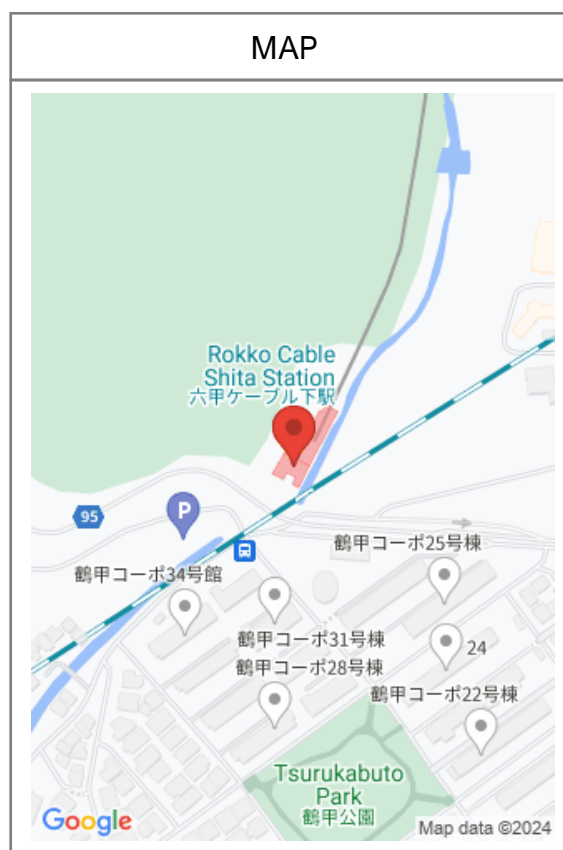 MAP
Rokko Cable
Shita Station
六甲ケーブル下駅
95
P
鶴甲コーポ25号棟
鶴甲コーポ34号館
鶴甲コーポ31号棟
24
鶴甲コーポ28号棟
鶴甲コーポ22号棟
Tsurukabuto
Park
鶴甲公園
Google
Map data ©2024